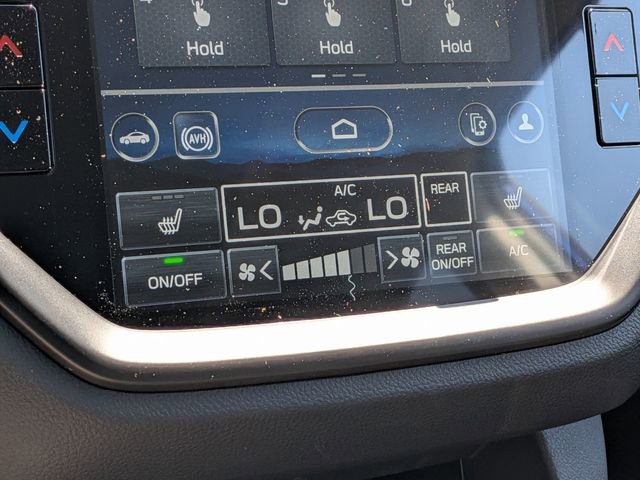 Hold Hold Hold
AVH
A/C
LO LO REAR
ON/OFF REAR ON/OFF A/C